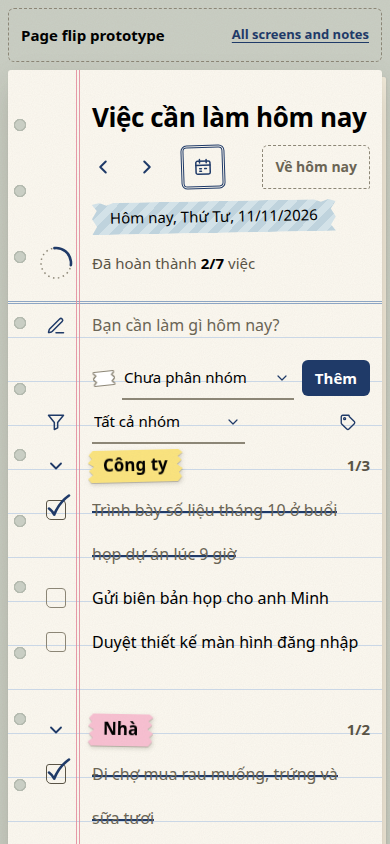 Page flip prototype
All screens and notes
Việc cần làm hôm nay
Về hôm nay
Hôm nay, Thứ Tư, 11/11/2026
Đã hoàn thành 2/7 việc
Bạn cần làm gì hôm nay?
Chưa phân nhóm
Thêm
Tất cả nhóm
Công ty
1/3
Trình bày số liệu tháng 10 ở buổi
họp dự án lúc 9 giờ
Gửi biên bản họp cho anh Minh
Duyệt thiết kế màn hình đăng nhập
Nhà
1/2
Đi chợ mua rau muống, trứng và
sữa tươi